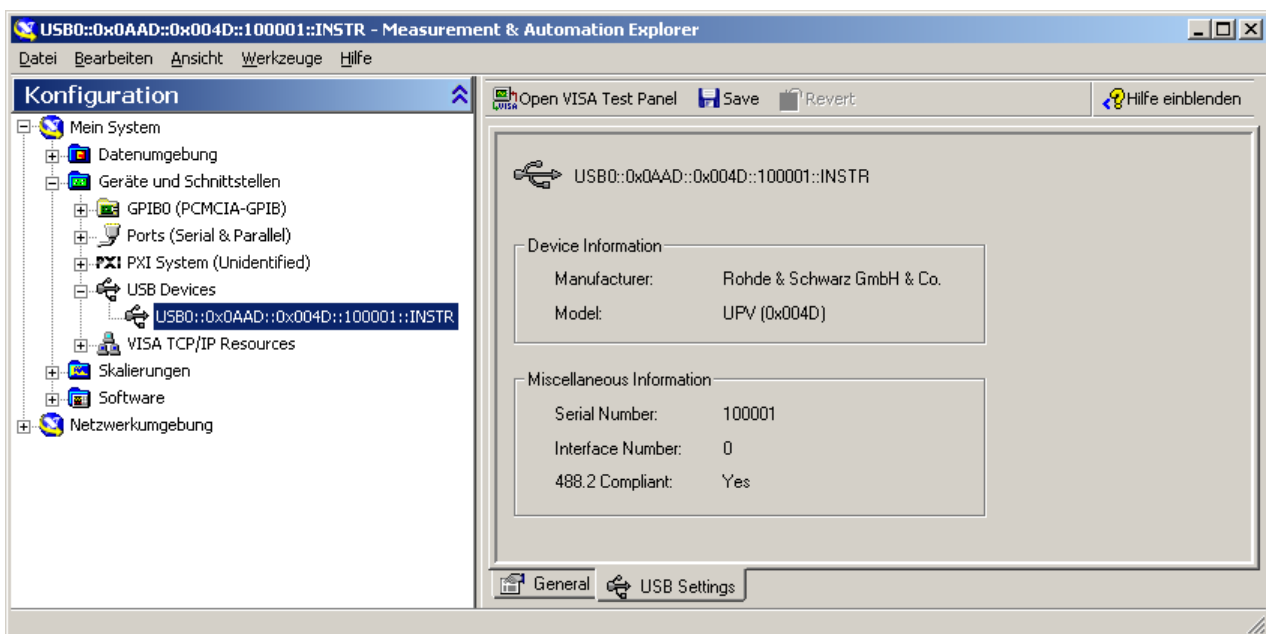 USB0::0x0AAD::0x004D::100001::INSTR - Measurement & Automation Explorer
Datei Bearbeiten Ansicht Werkzeuge Hilfe
Konfiguration
Mein System
Datenumgebung
Geräte und Schnittstellen
GPIB0 (PCMCIA-GPIB)
Ports (Serial & Parallel)
PXI PXI System (Unidentified)
USB Devices
USB0::0x0AAD::0x004D::100001::INSTR
VISA TCP/IP Resources
Skalierungen
Software
Netzwerkumgebung
VISA Open VISA Test Panel Save Revert Hilfe einblenden
USB0::0x0AAD::0x004D::100001::INSTR
Device Information
Manufacturer: Rohde & Schwarz GmbH & Co.
Model: UPV (0x004D)
Miscellaneous Information
Serial Number: 100001
Interface Number: 0
488.2 Compliant: Yes
General USB Settings